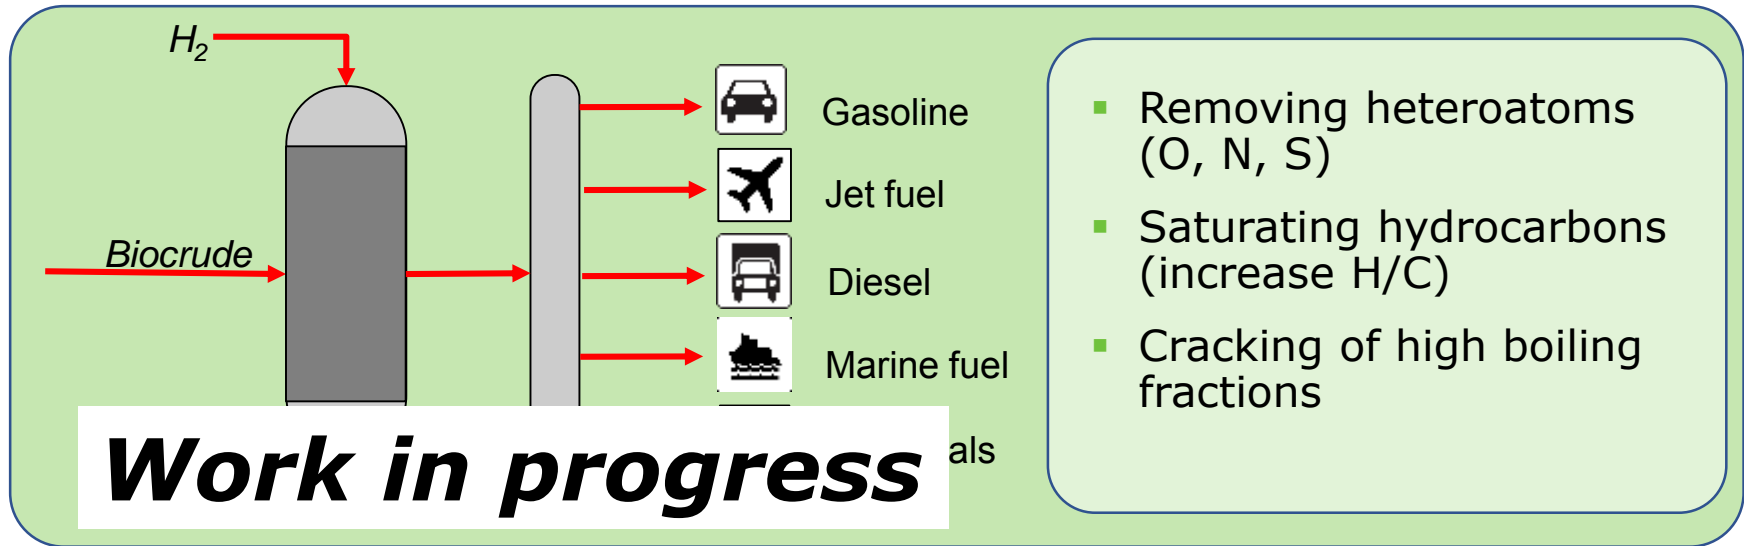 H2
Biocrude
Gasoline
Jet fuel
Diesel
Marine fuel
als
Work in progress
▪ Removing heteroatoms
(O, N, S)
▪ Saturating hydrocarbons
(increase H/C)
▪ Cracking of high boiling
fractions